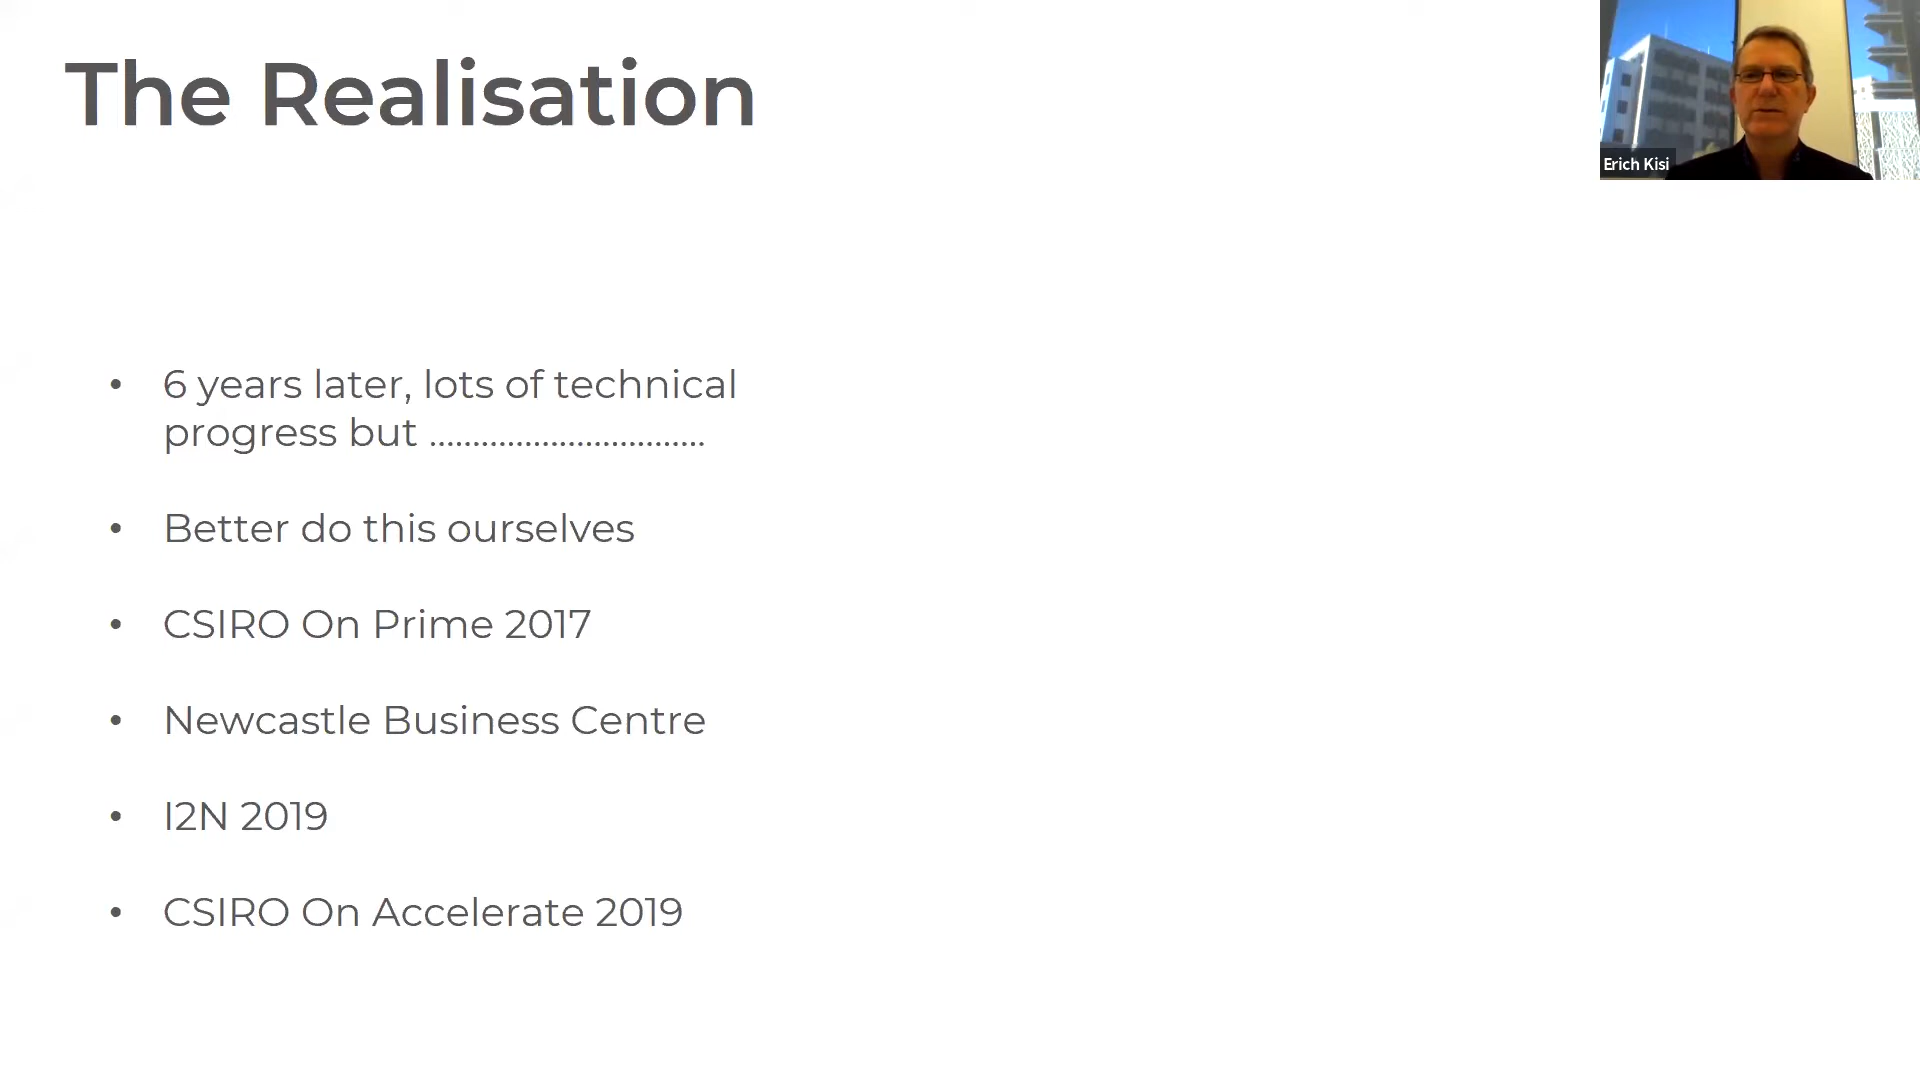 The Realisation
Erich Kisi
• 6 years later, lots of technical
progress but ................................
• Better do this ourselves
• CSIRO On Prime 2017
• Newcastle Business Centre
• I2N 2019
• CSIRO On Accelerate 2019